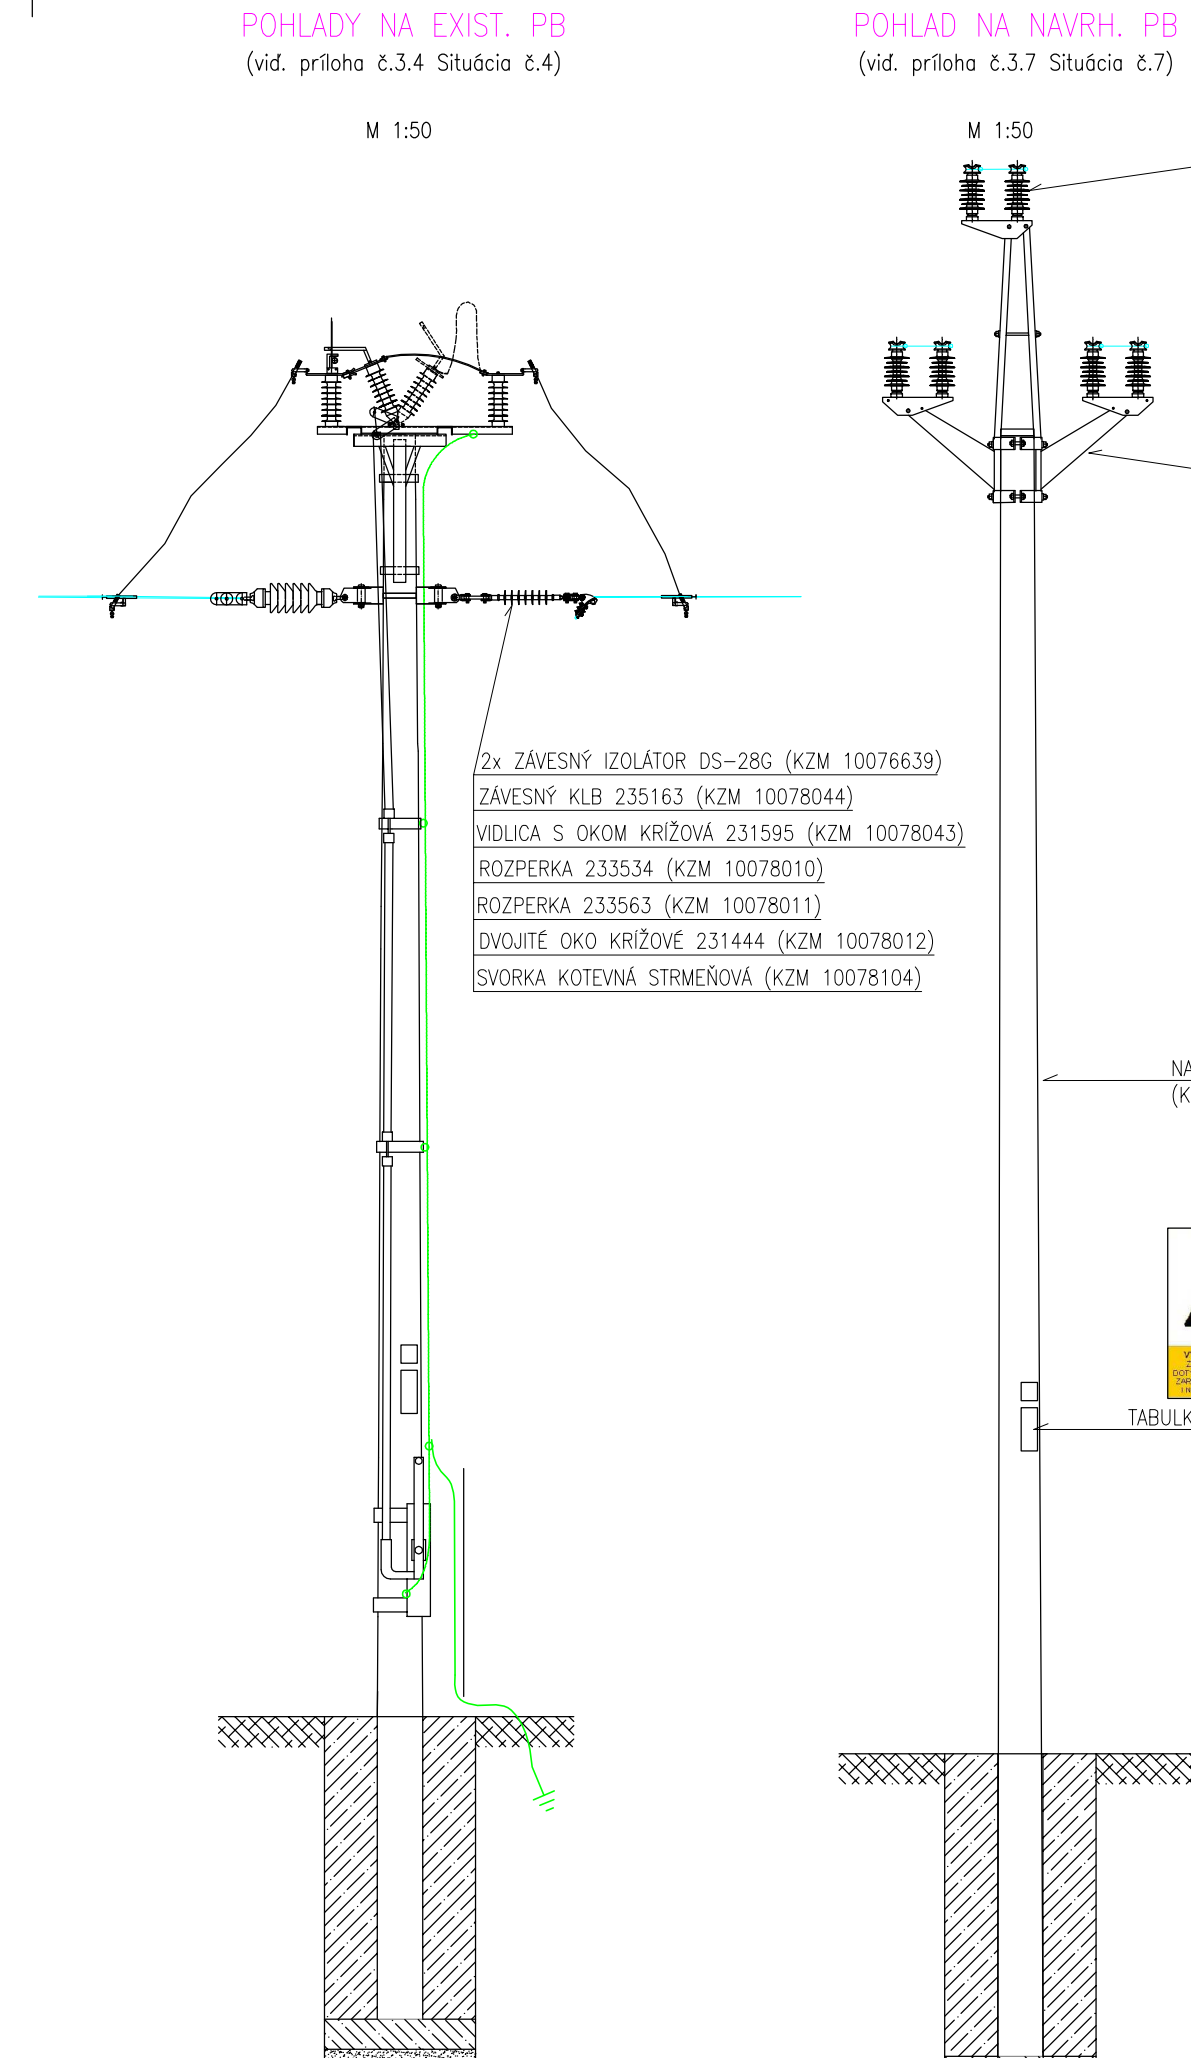 POHLADY NA EXIST. PB
(viď. príloha č.3.4 Situácia č.4)
M 1:50
POHLAD NA NAVRH. PB
(viď. príloha č.3.7 Situácia č.7)
M 1:50
2x ZÁVESNÝ IZOLÁTOR DS-28G (KZM 10076639)
ZÁVESNÝ KLB 235163 (KZM 10078044)
VIDLICA S OKOM KRÍŽOVÁ 231595 (KZM 10078043)
ROZPERKA 233534 (KZM 10078010)
ROZPERKA 233563 (KZM 10078011)
DVOJITÉ OKO KRÍŽOVÉ 231444 (KZM 10078012)
SVORKA KOTEVNÁ STRMEŇOVÁ (KZM 10078104)
NA
(K
TABULK